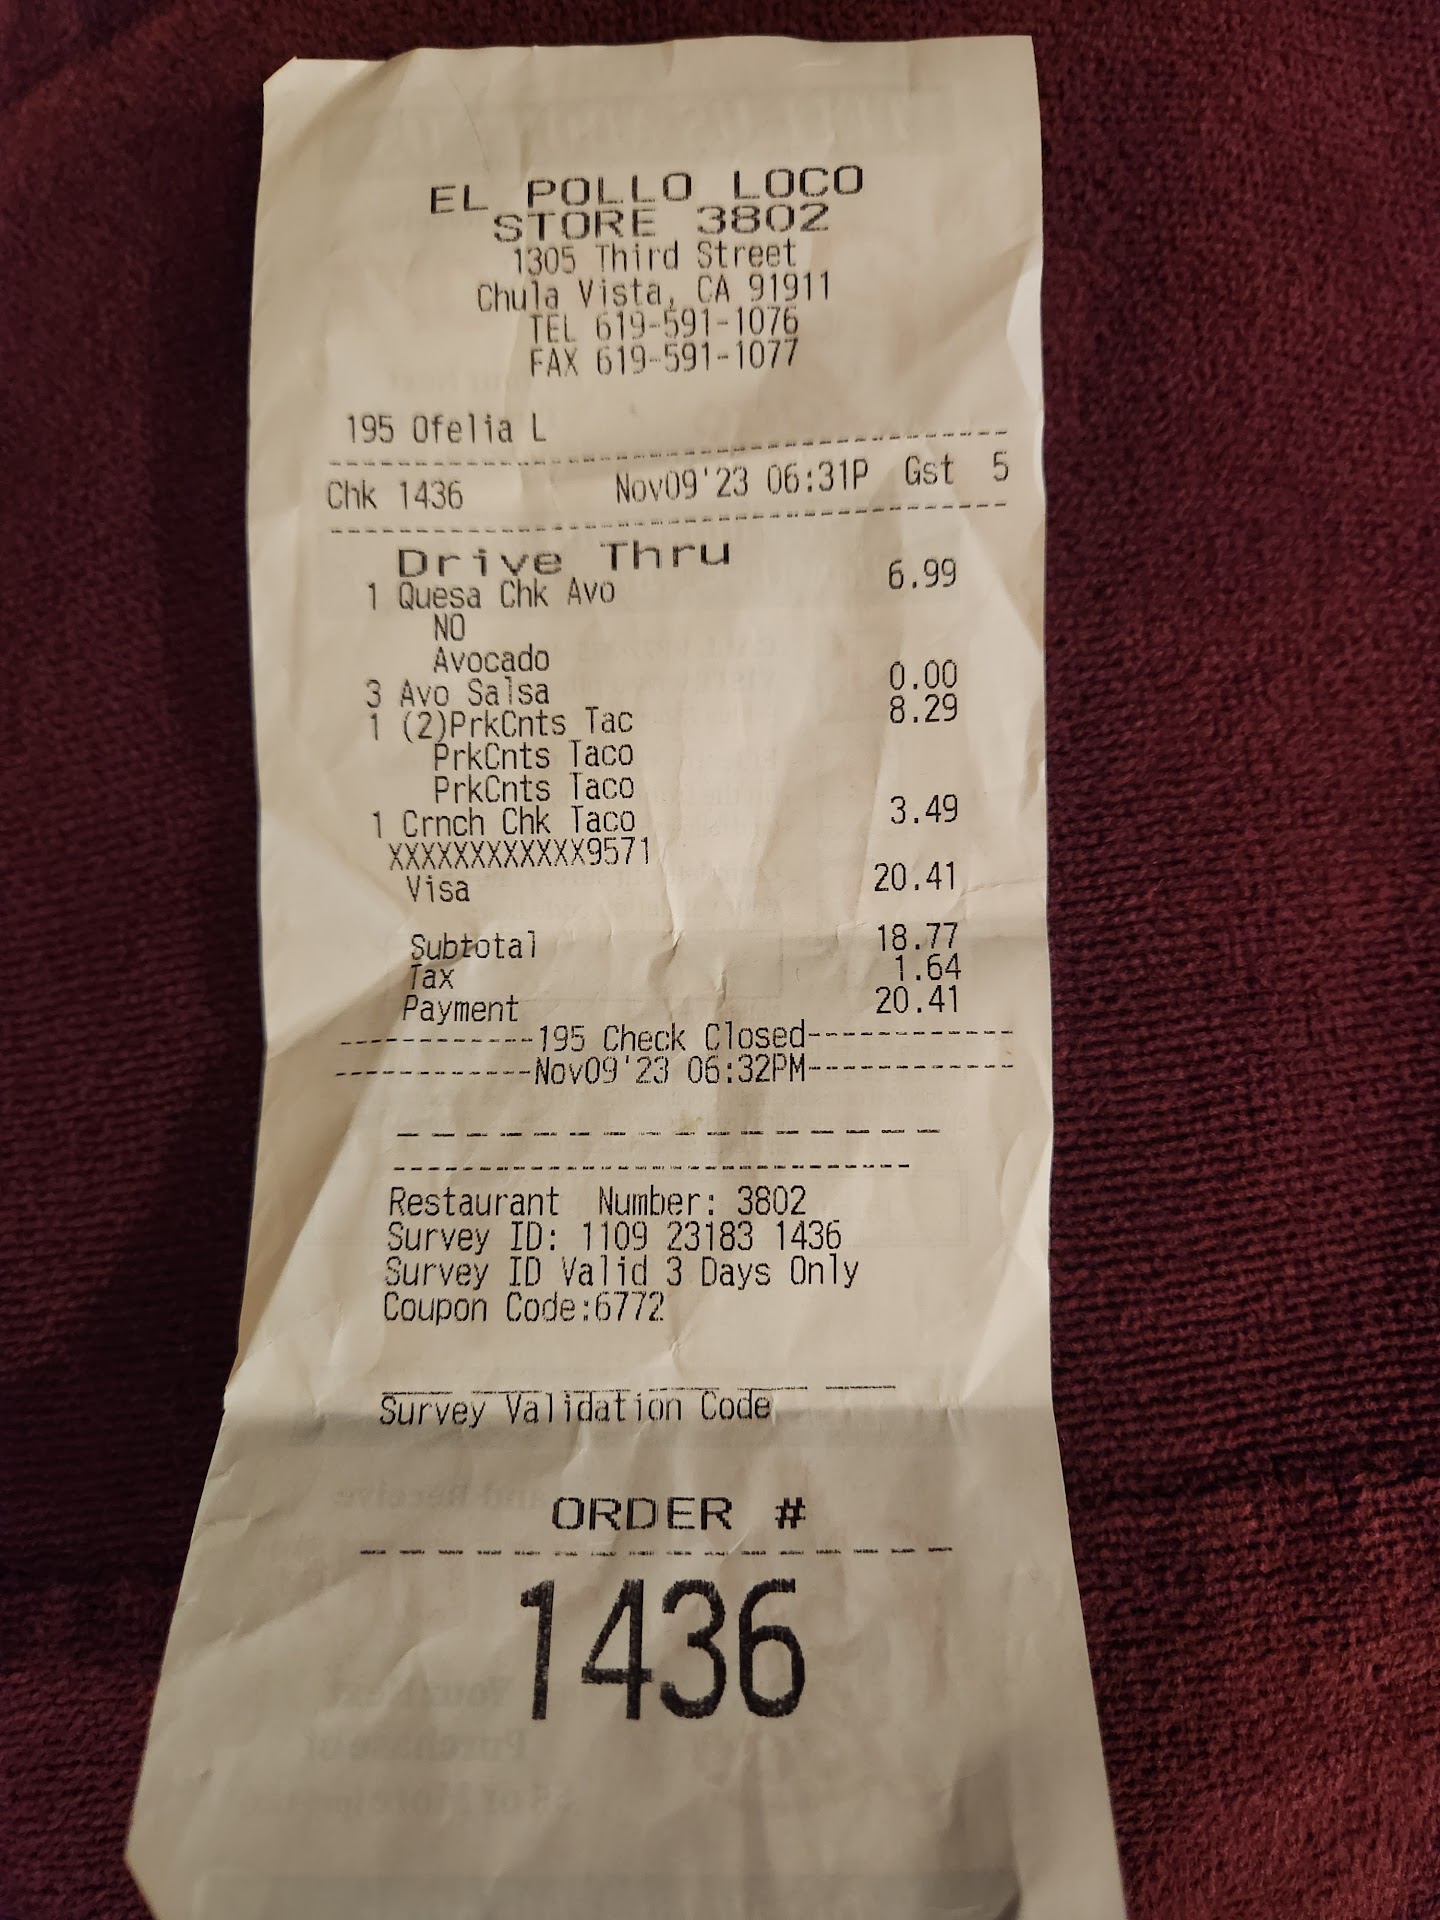 EL POLLO LOCO
STORE 3802
1305 Third Street
Chula Vista, CA 91911
TEL 619-591-1076
FAX 619-591-1077
195 Ofelia L
Chk 1436 Nov09'23 06:31P Gst 5
Drive Thru
1 Quesa Chk Avo 6.99
NO
Avocado
3 Avo Salsa 0.00
1 (2)PrkCnts Tac 8.29
PrkCnts Taco
PrkCnts Taco
1 Crnch Chk Taco 3.49
XXXXXXXXXXXX9571
Visa 20.41
Subtotal 18.77
Tax 1.64
Payment 20.41
------------195 Check Closed-------------
------------Nov09'23 06:32PM-------------
Restaurant Number: 3802
Survey ID: 1109 23183 1436
Survey ID Valid 3 Days Only
Coupon Code:6772
Survey Validation Code
ORDER #
1436